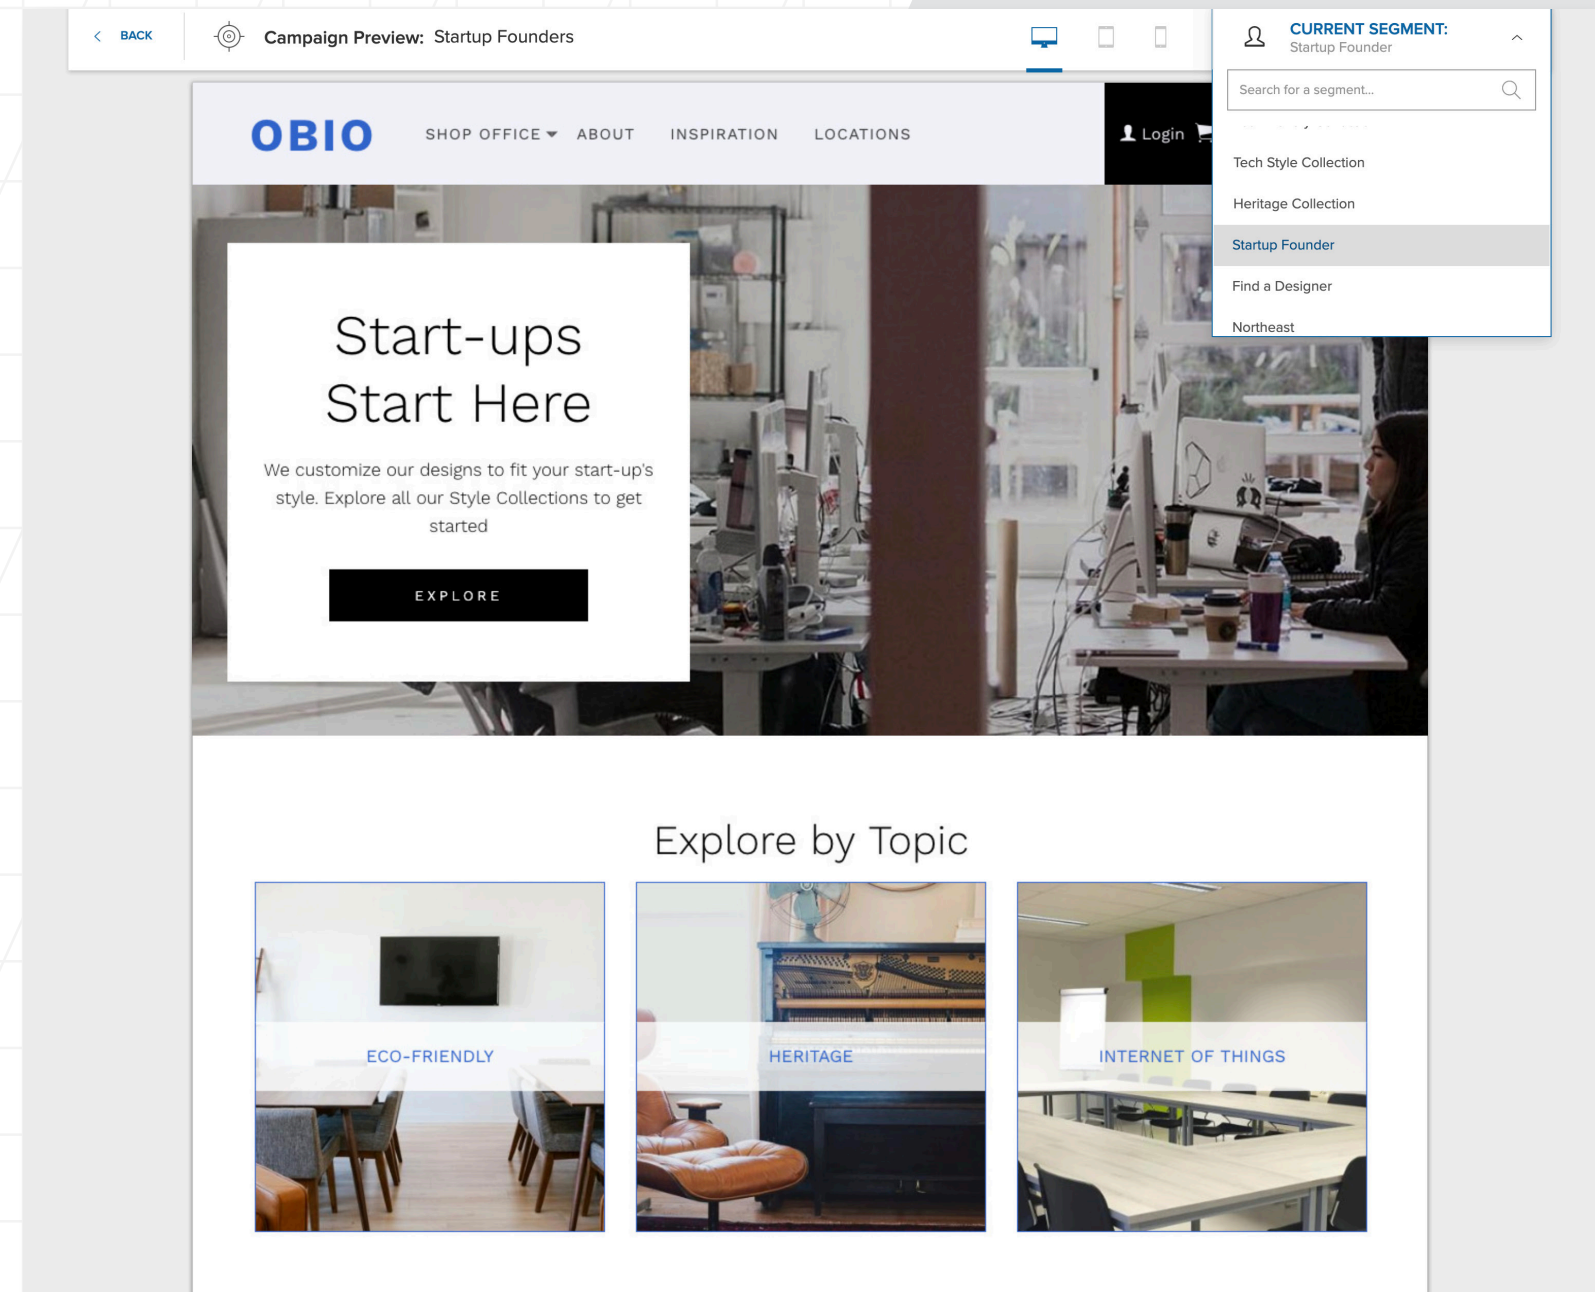 BACK
Campaign Preview: Startup Founders
CURRENT SEGMENT:
Startup Founder
Search for a segment...
Tech Style Collection
Heritage Collection
Startup Founder
Find a Designer
Northeast
OBIO
SHOP OFFICE ABOUT INSPIRATION LOCATIONS
Login
Start-ups
Start Here
We customize our designs to fit your start-up's
style. Explore all our Style Collections to get
started
EXPLORE
Explore by Topic
ECO-FRIENDLY
HERITAGE
INTERNET OF THINGS